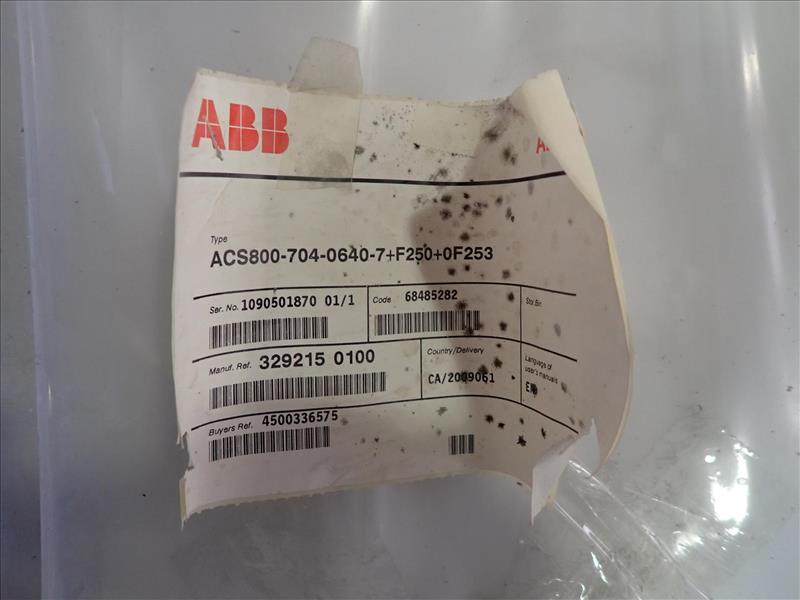 ABB
Type
ACS800-704-0640-7+F250+0F253
Ser. No. 1090501870 01/1
Code 68485282
Manuf. Ref. 329215 0100
Country/Delivery
CA/2009061
Language of
user's manuals
Buyers Ref. 4500336575